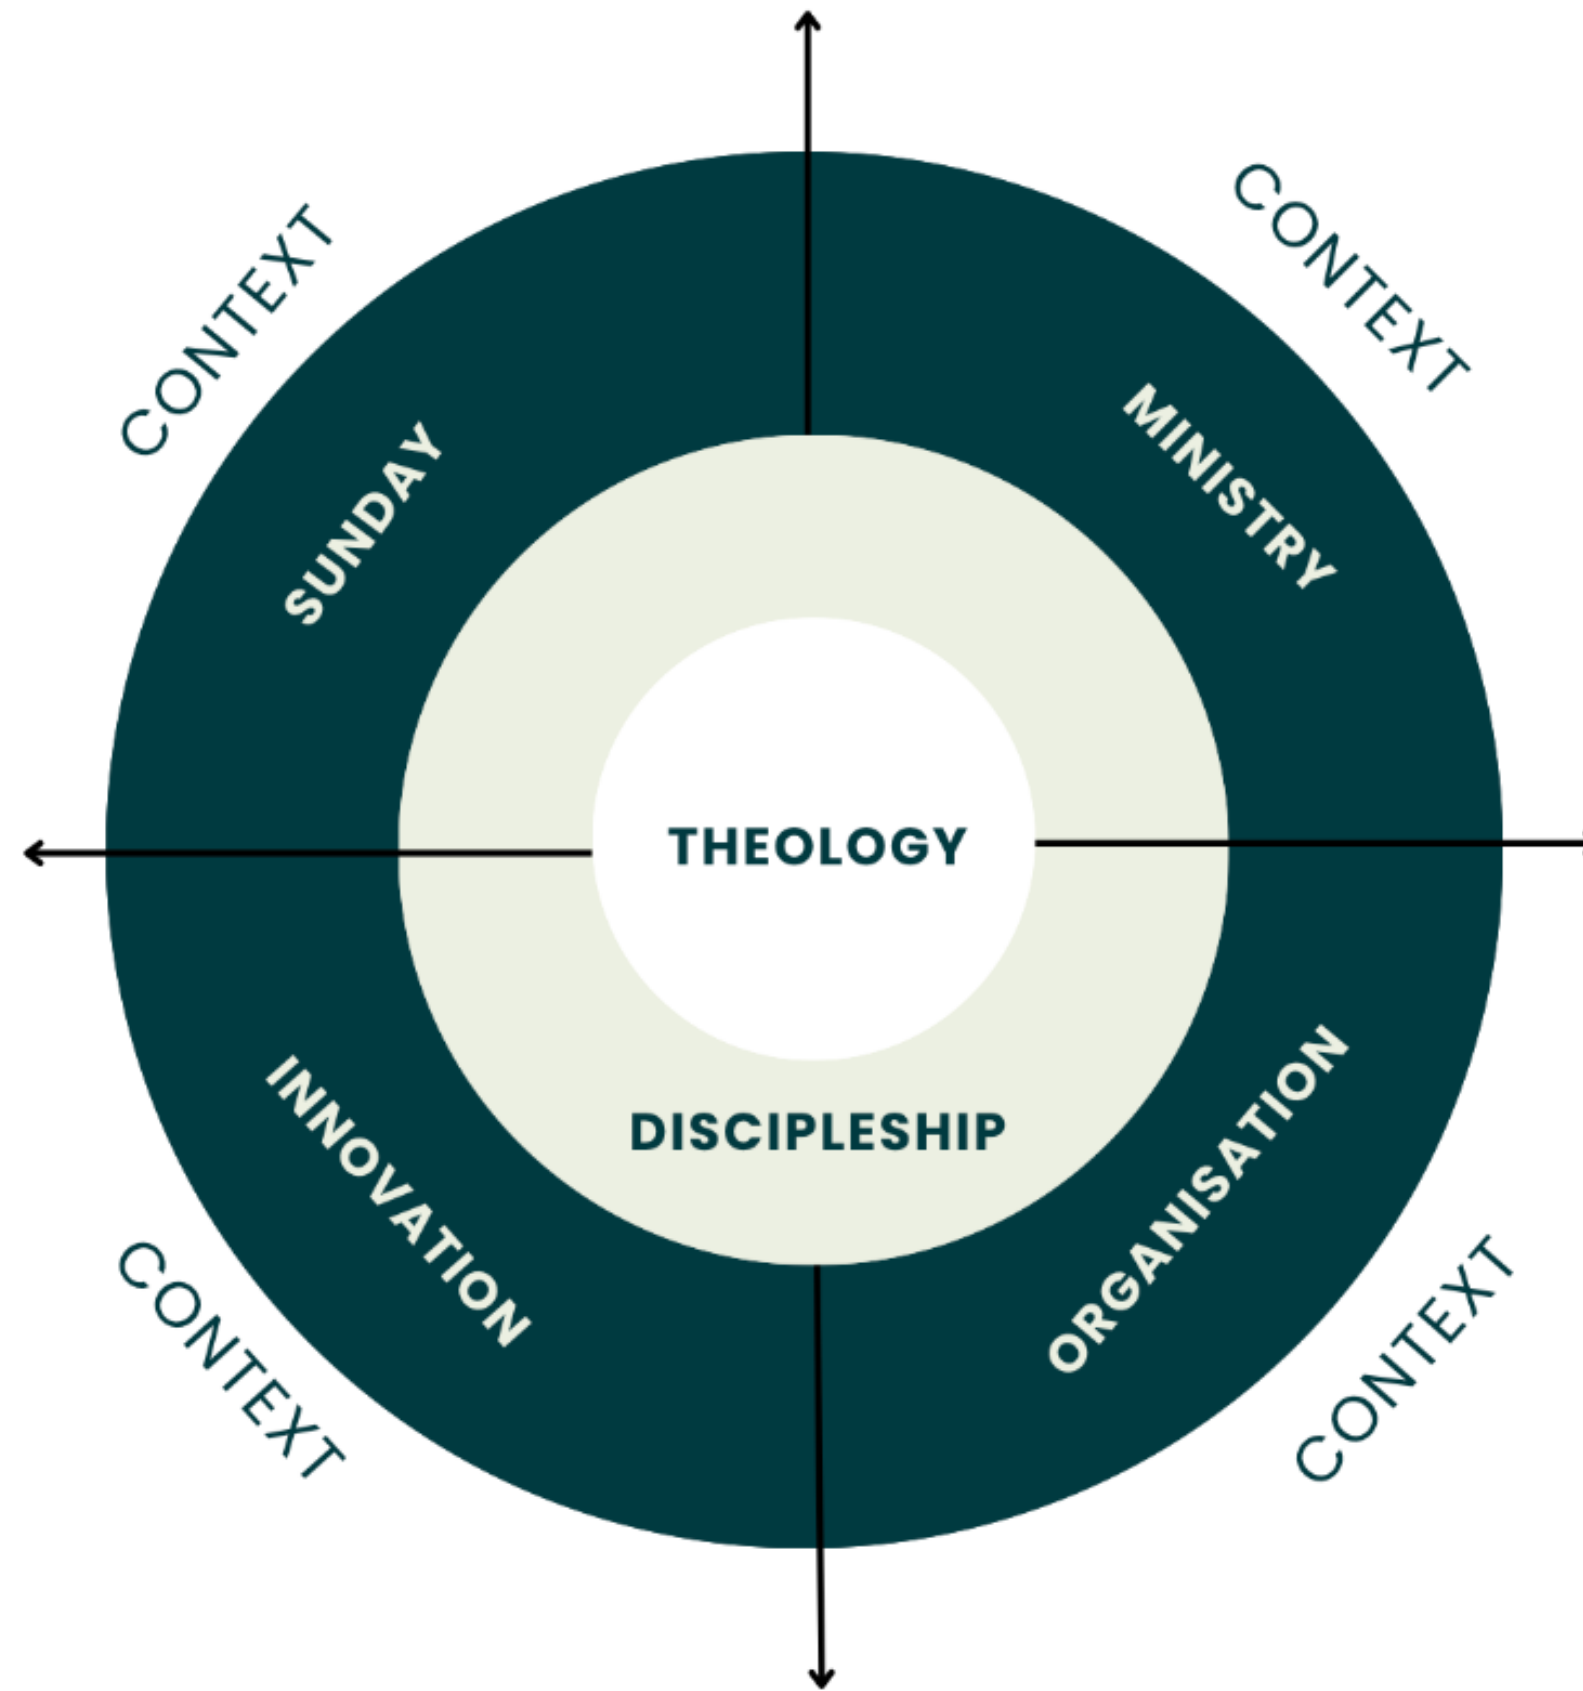 CONTEXT
CONTEXT
SUNDAY
MINISTRY
THEOLOGY
DISCIPLESHIP
INNOVATION
ORGANISATION
CONTEXT
CONTEXT